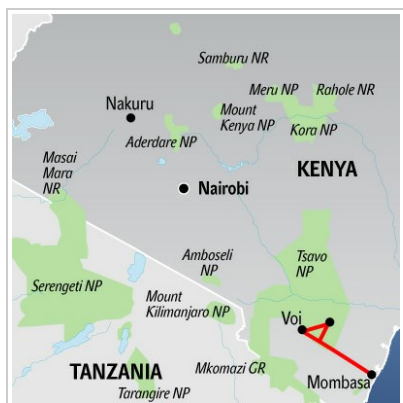 Samburu NR
Meru NP
Rahole NR
Nakuru
Mount
Kenya NP
Aderdare NP
Kora NP
Masai
Mara
NR
KENYA
Nairobi
Amboseli
NP
Tsavo
NP
Serengeti NP
Mount
Kilimanjaro NP
Voi
TANZANIA
Mkomazi GR
Mombasa
Tarangire NP